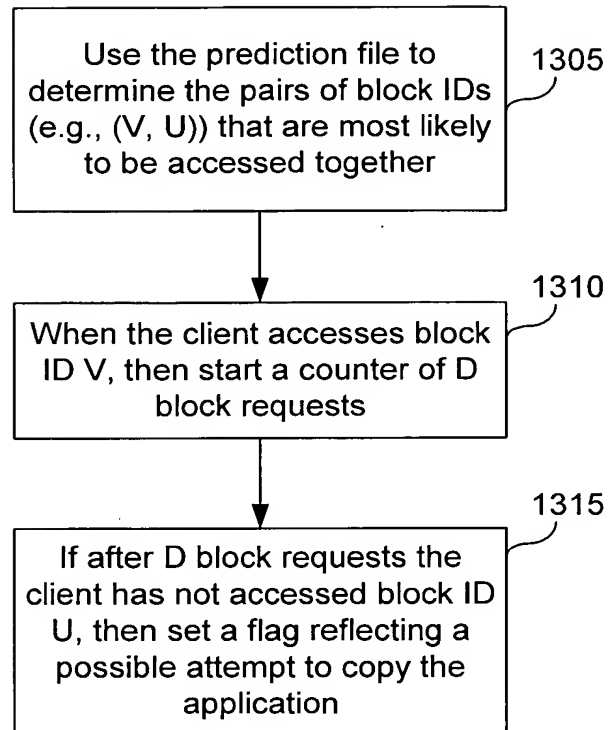 Use the prediction file to
determine the pairs of block IDs
(e.g., (V, U)) that are most likely
to be accessed together
1305
When the client accesses block
ID V, then start a counter of D
block requests
1310
If after D block requests the
client has not accessed block ID
U, then set a flag reflecting a
possible attempt to copy the
application
1315